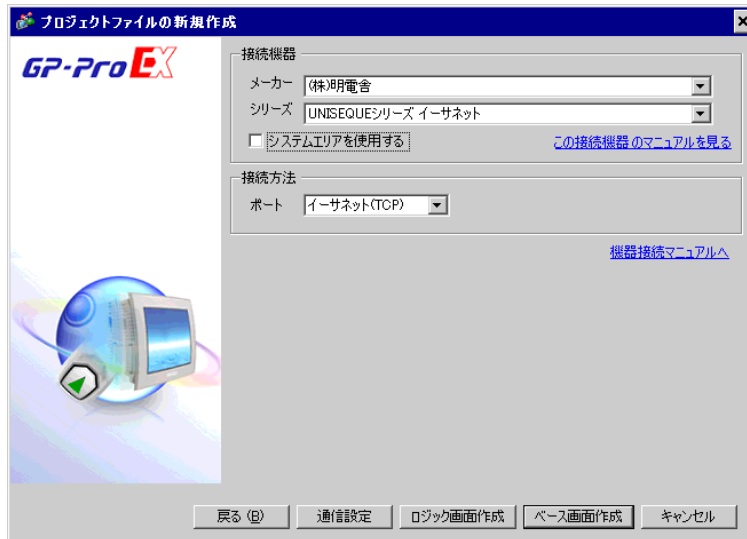 プロジェクトファイルの新規作成
GP-Pro EX
接続機器
メーカー (株)明電舎
シリーズ UNISEQUEシリーズ イーサネット
システムエリアを使用する この接続機器のマニュアルを見る
接続方法
ポート イーサネット(TCP)
機器接続マニュアルへ
戻る (B) 通信設定 ロジック画面作成 ベース画面作成 キャンセル